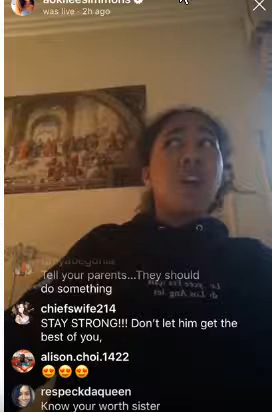 aokileesimmons
was live · 2h ago
Tell your parents...They should
do something
chiefswife214
STAY STRONG!!! Don't let him get the
best of you,
alison.choi.1422
😍😍😍
respeckdaqueen
Know your worth sister